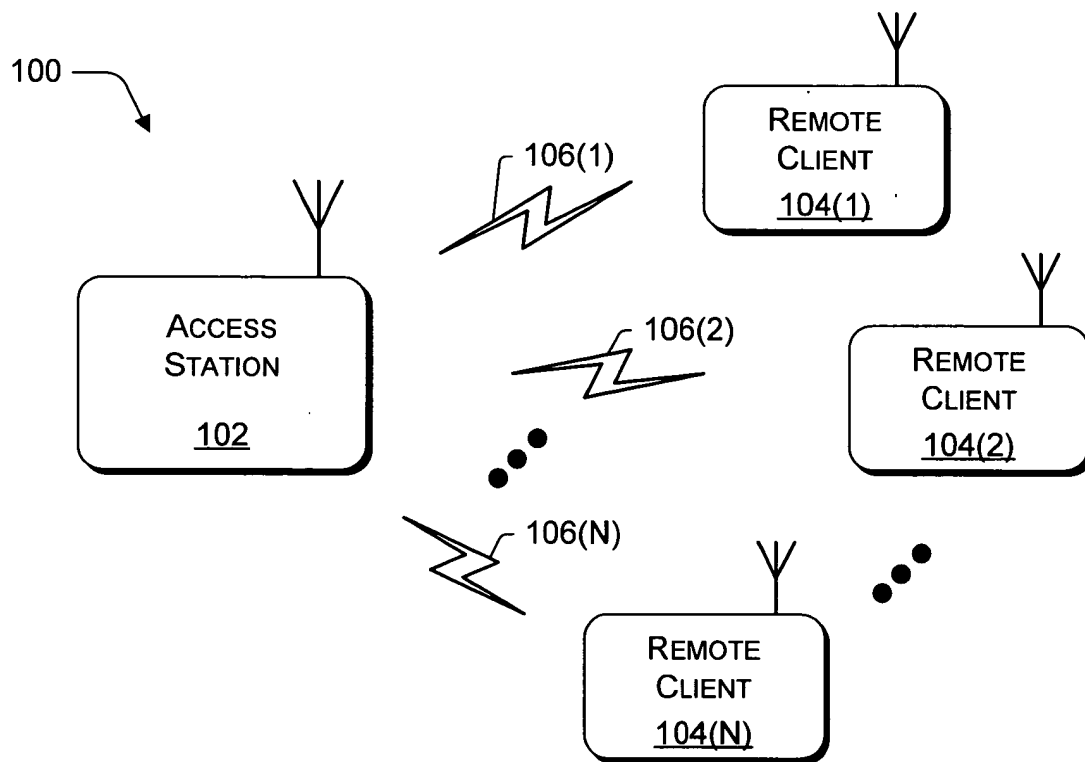 100
REMOTE
CLIENT
104(1)
106(1)
ACCESS
STATION
102
106(2)
REMOTE
CLIENT
104(2)
106(N)
REMOTE
CLIENT
104(N)